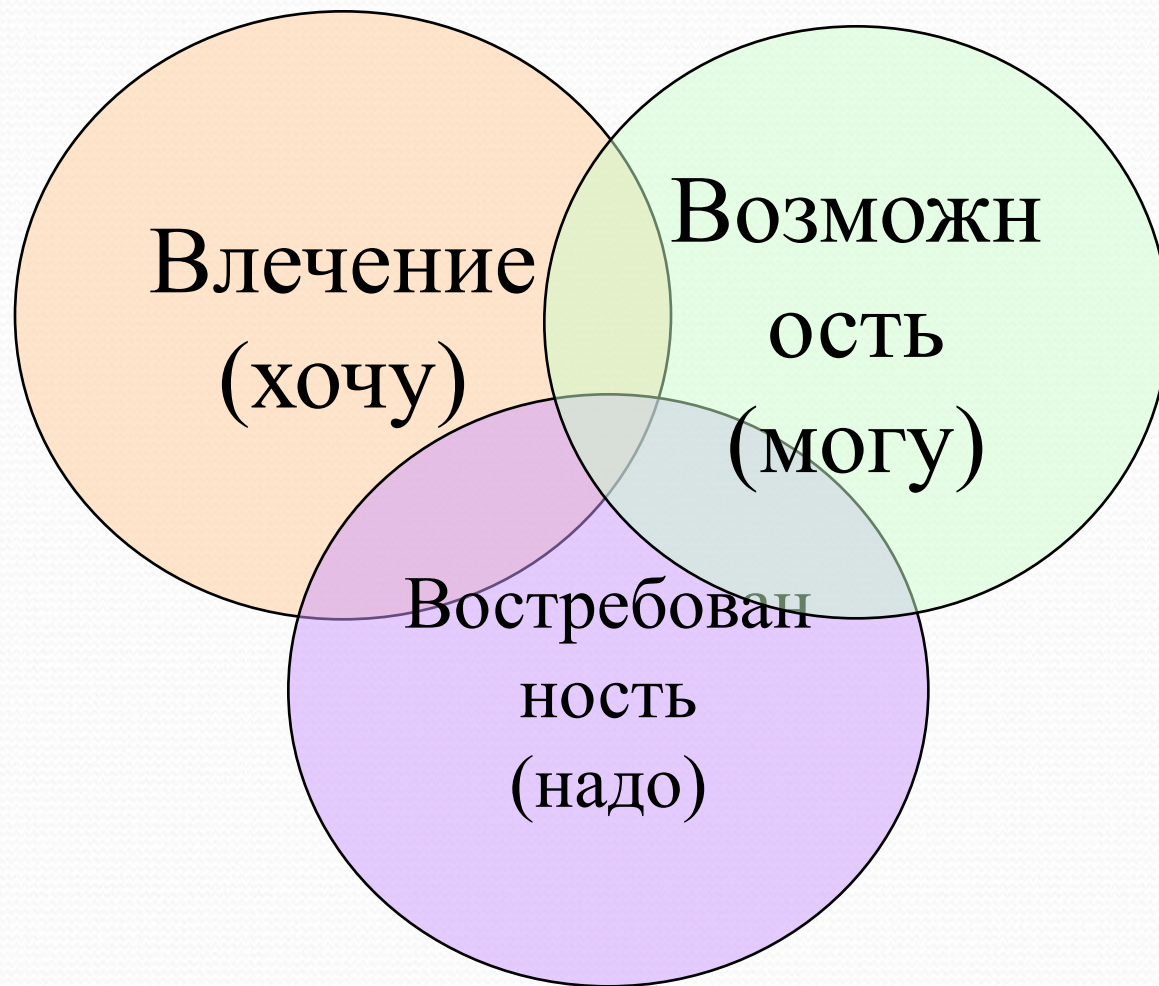 Влечение
(хочу)
Возможн
ость
(могу)
Востребован
ность
(надо)